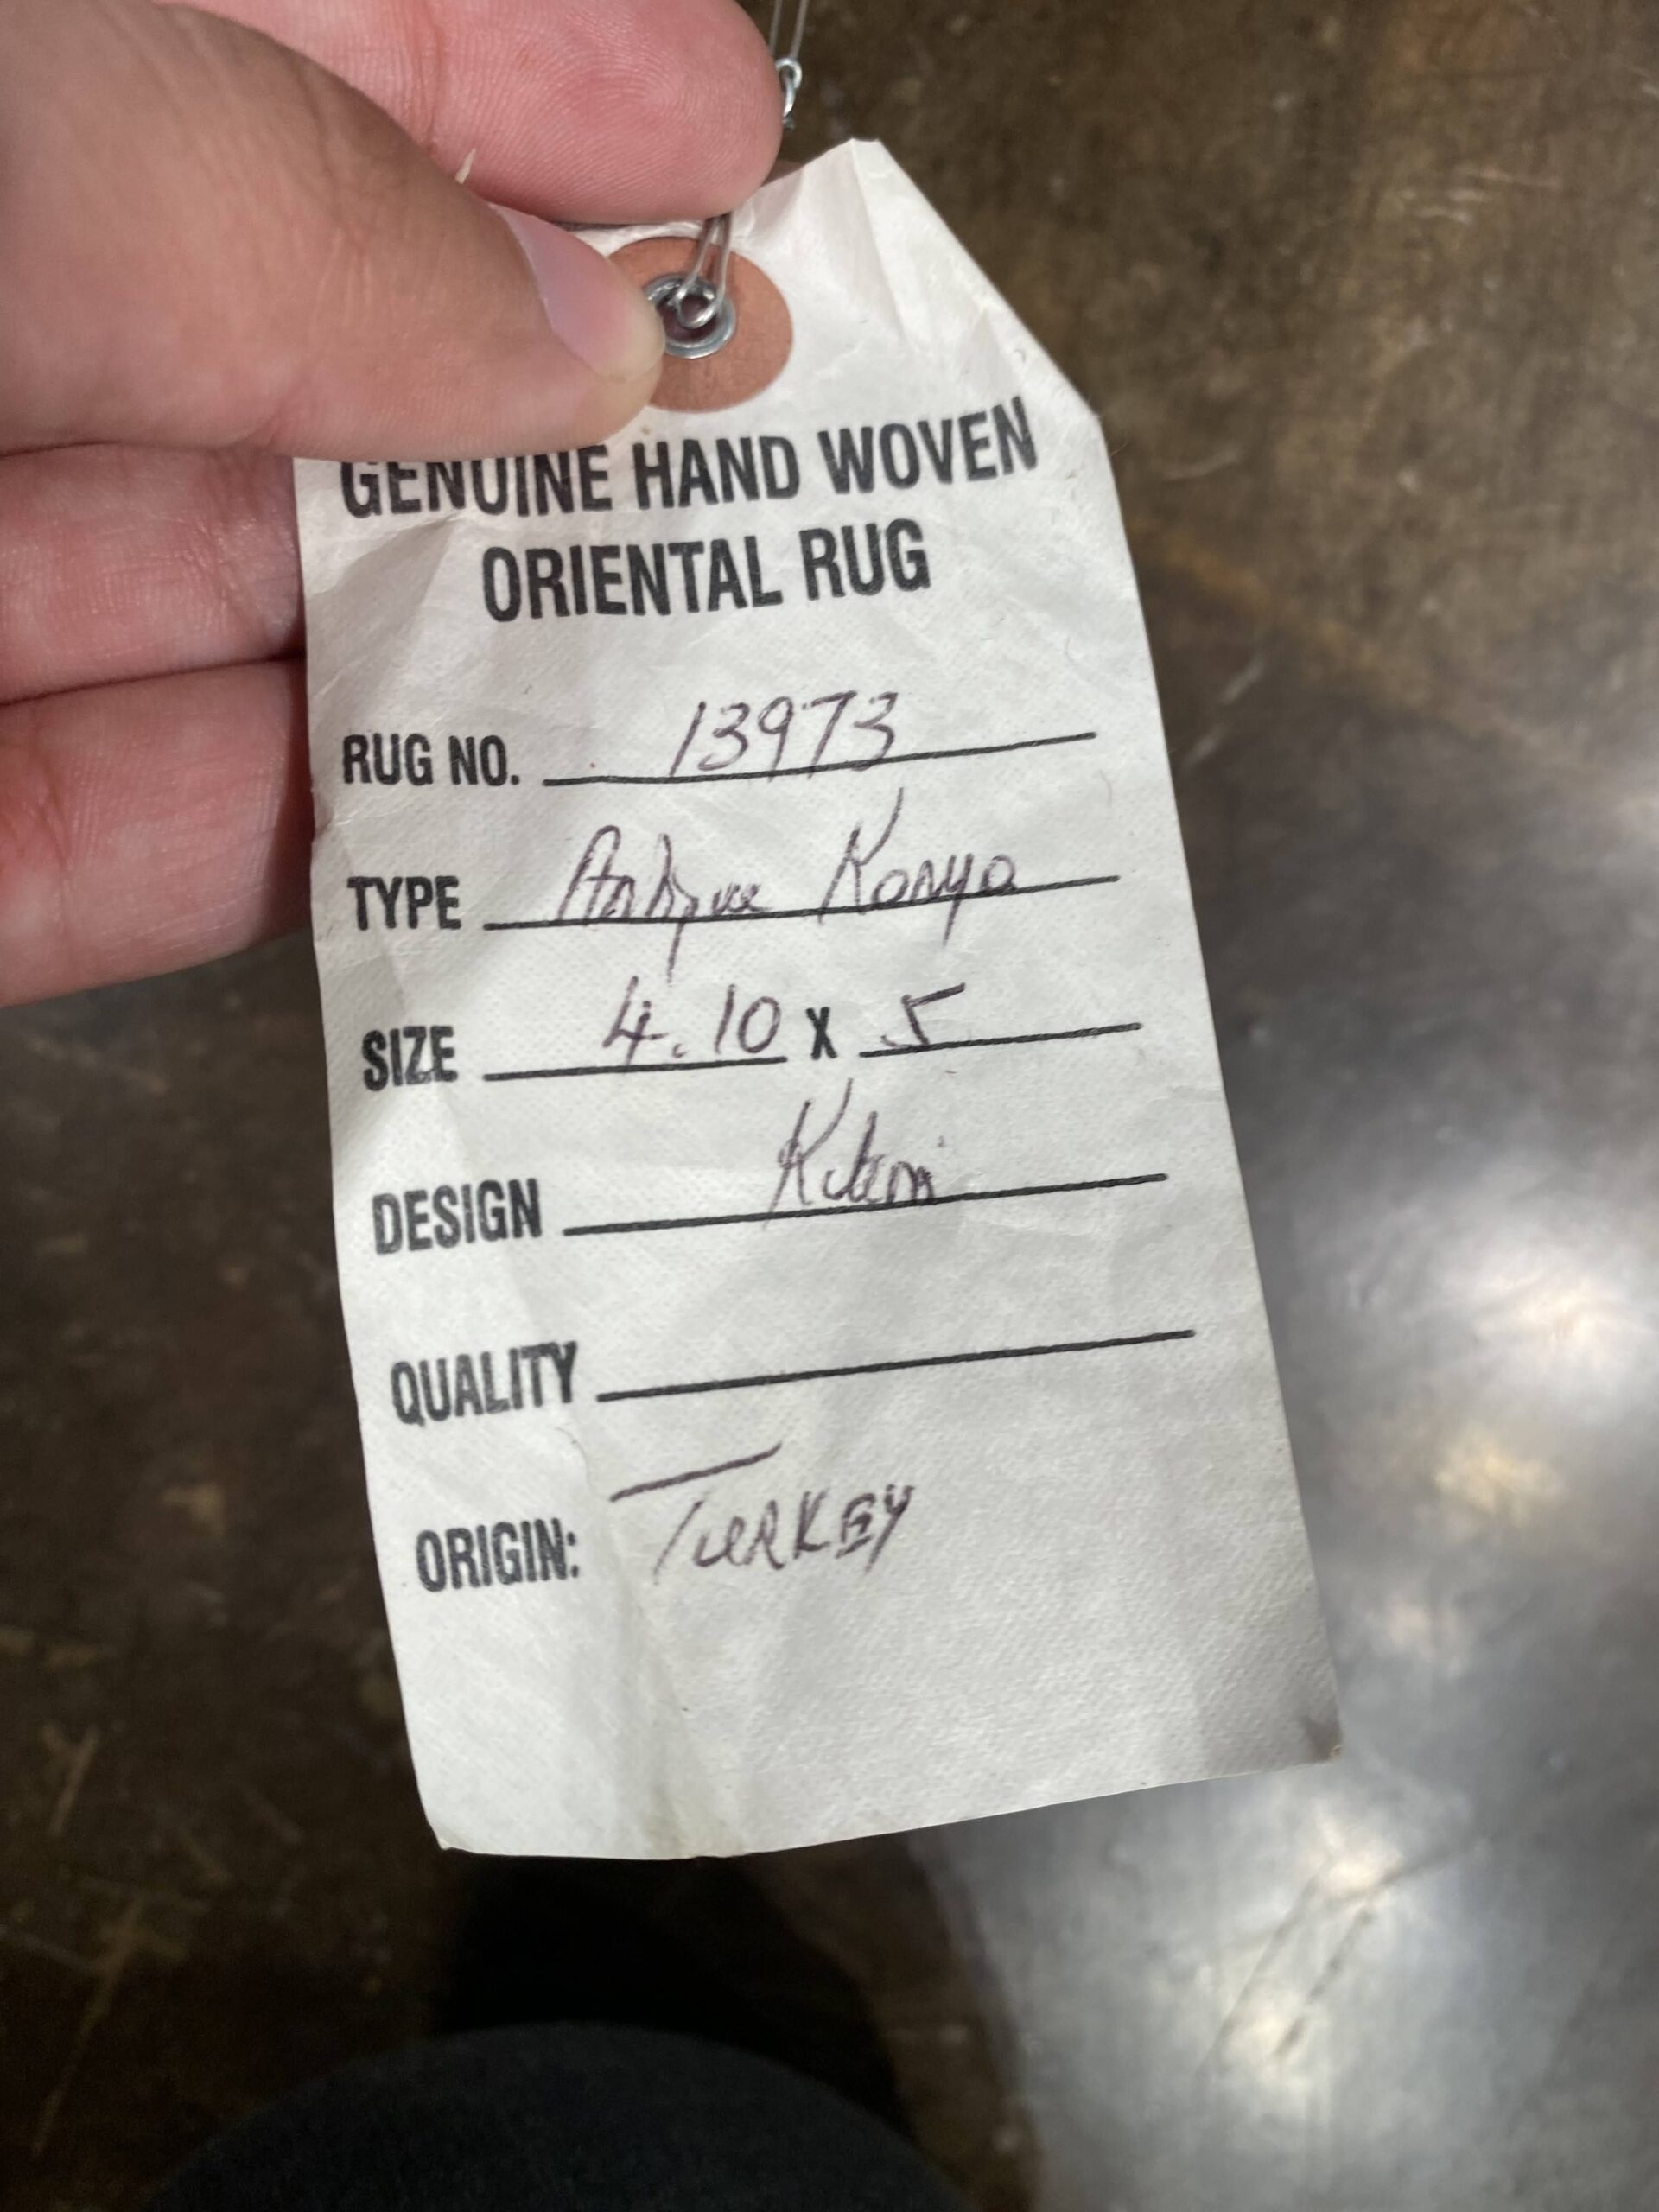 GENUINE HAND WOVEN
ORIENTAL RUG
RUG NO. 13973
TYPE Antique Konya
SIZE 4.10 X 5
DESIGN Kilim
QUALITY
ORIGIN: TURKEY